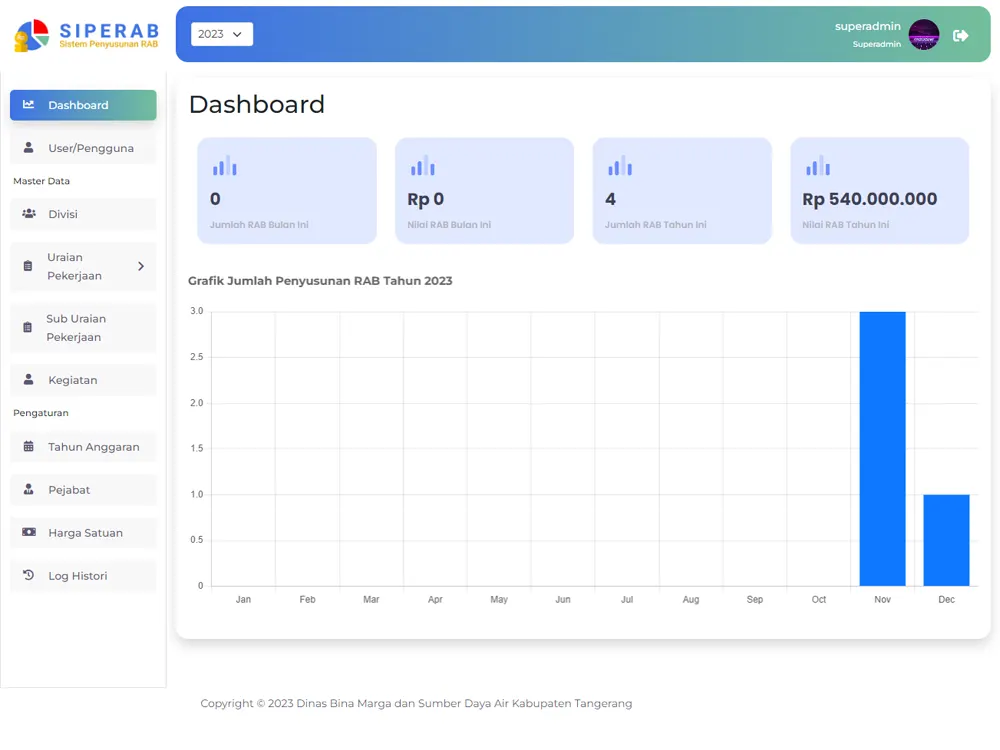 SIPERAB
Sistem Penyusunan RAB
2023
superadmin
Superadmin
Dashboard
User/Pengguna
Master Data
Divisi
Uraian
Pekerjaan
Sub Uraian
Pekerjaan
Kegiatan
Pengaturan
Tahun Anggaran
Pejabat
Harga Satuan
Log Histori
Dashboard
0
Jumlah RAB Bulan Ini
Rp 0
Nilai RAB Bulan Ini
4
Jumlah RAB Tahun Ini
Rp 540.000.000
Nilai RAB Tahun Ini
Grafik Jumlah Penyusunan RAB Tahun 2023
3.0
2.5
2.0
1.5
1.0
0.5
0
Jan Feb Mar Apr May Jun Jul Aug Sep Oct Nov Dec
Copyright © 2023 Dinas Bina Marga dan Sumber Daya Air Kabupaten Tangerang